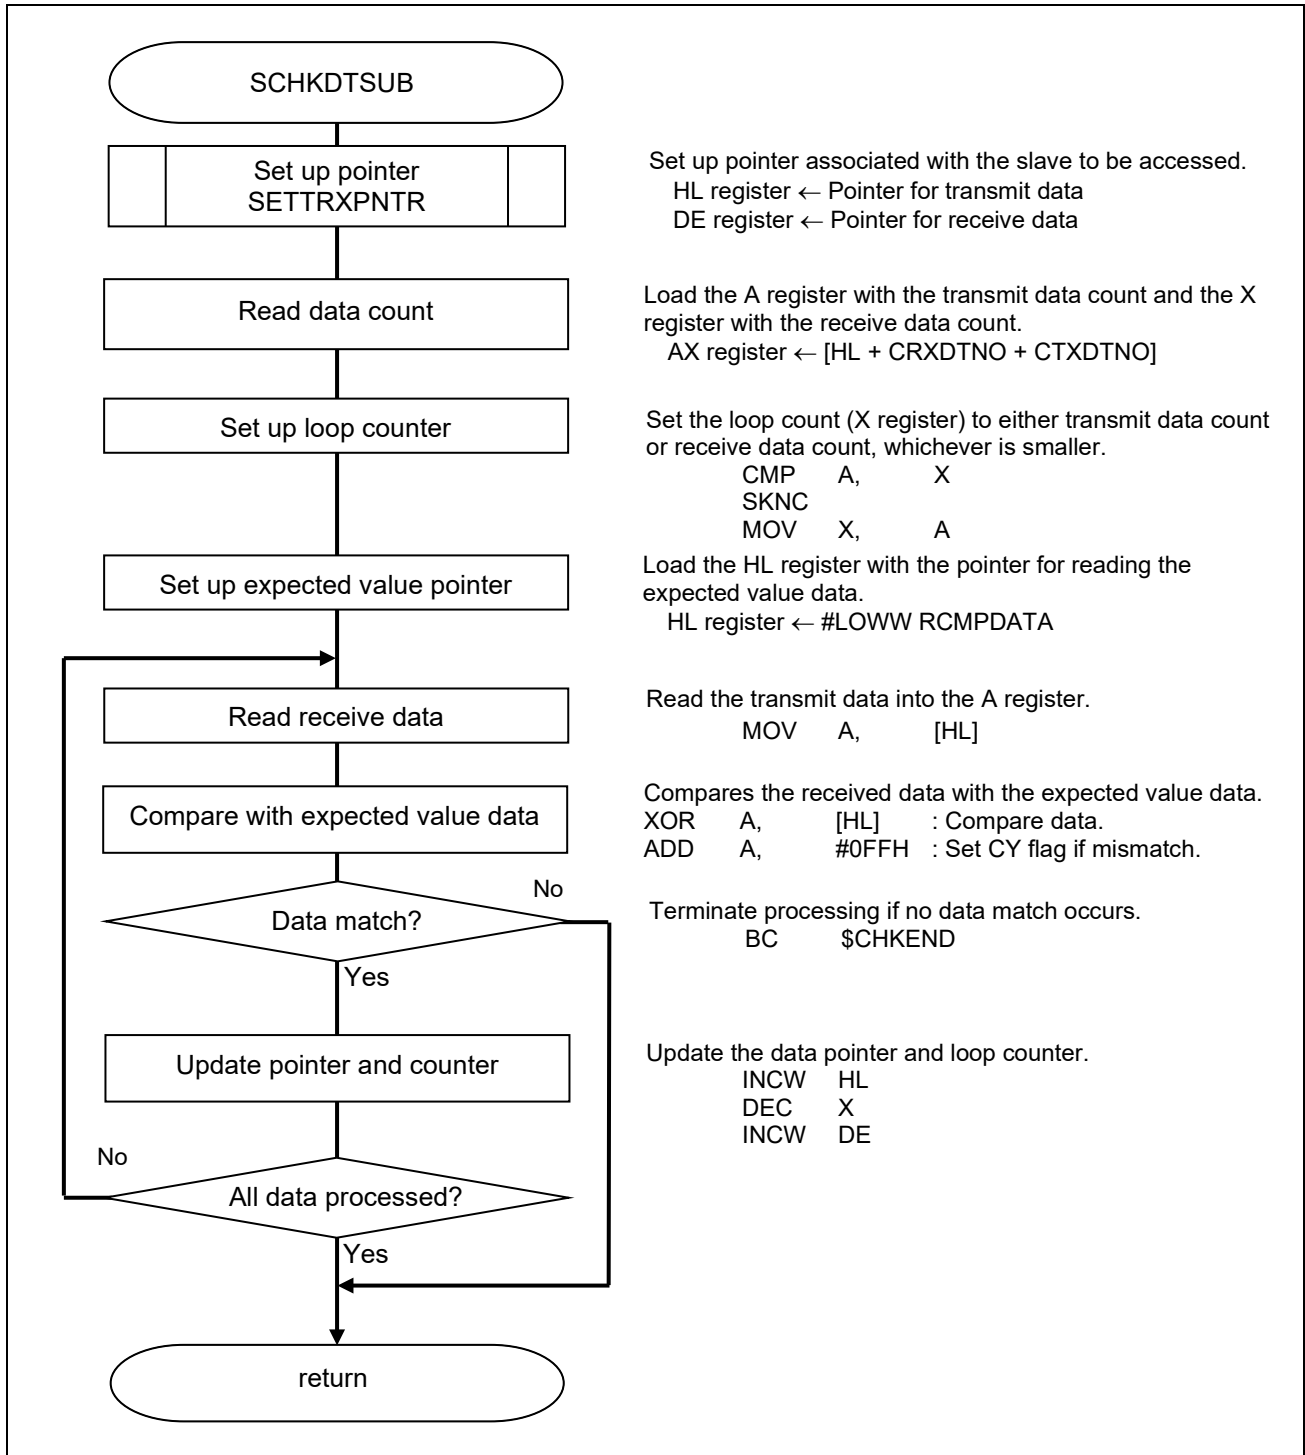 SCHKDTSUB
Set up pointer
SETTRXPNTR
Set up pointer associated with the slave to be accessed.
HL register ← Pointer for transmit data
DE register ← Pointer for receive data
Read data count
Load the A register with the transmit data count and the X
register with the receive data count.
AX register ← [HL + CRXDTNO + CTXDTNO]
Set up loop counter
Set the loop count (X register) to either transmit data count
or receive data count, whichever is smaller.
CMP A, X
SKNC
MOV X, A
Set up expected value pointer
Load the HL register with the pointer for reading the
expected value data.
HL register ← #LOWW RCMPDATA
Read receive data
Read the transmit data into the A register.
MOV A, [HL]
Compare with expected value data
Compares the received data with the expected value data.
XOR A, [HL] : Compare data.
ADD A, #0FFH : Set CY flag if mismatch.
No
Data match?
Yes
Terminate processing if no data match occurs.
BC $CHKEND
Update pointer and counter
Update the data pointer and loop counter.
INCW HL
DEC X
INCW DE
No
All data processed?
Yes
return